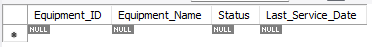 Equipment_ID Equipment_Name Status Last_Service_Date
NULL NULL NULL NULL